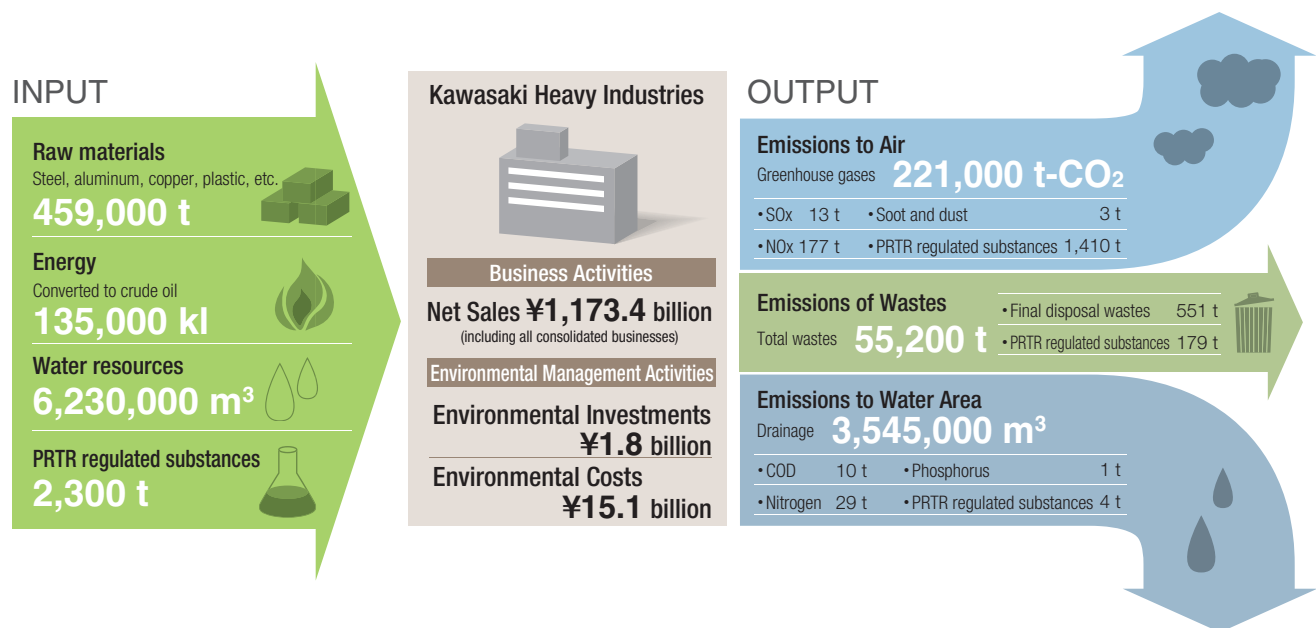 INPUT
Raw materials
Steel, aluminum, copper, plastic, etc.
459,000 t
Energy
Converted to crude oil
135,000 kl
Water resources
6,230,000 m³
PRTR regulated substances
2,300 t
Kawasaki Heavy Industries
Business Activities
Net Sales ¥1,173.4 billion
(including all consolidated businesses)
Environmental Management Activities
Environmental Investments
¥1.8 billion
Environmental Costs
¥15.1 billion
OUTPUT
Emissions to Air
Greenhouse gases 221,000 t-CO₂
•SOx 13 t •Soot and dust 3 t
•NOx 177 t •PRTR regulated substances 1,410 t
Emissions of Wastes
Total wastes 55,200 t
•Final disposal wastes 551 t
•PRTR regulated substances 179 t
Emissions to Water Area
Drainage 3,545,000 m³
•COD 10 t •Phosphorus 1 t
•Nitrogen 29 t •PRTR regulated substances 4 t